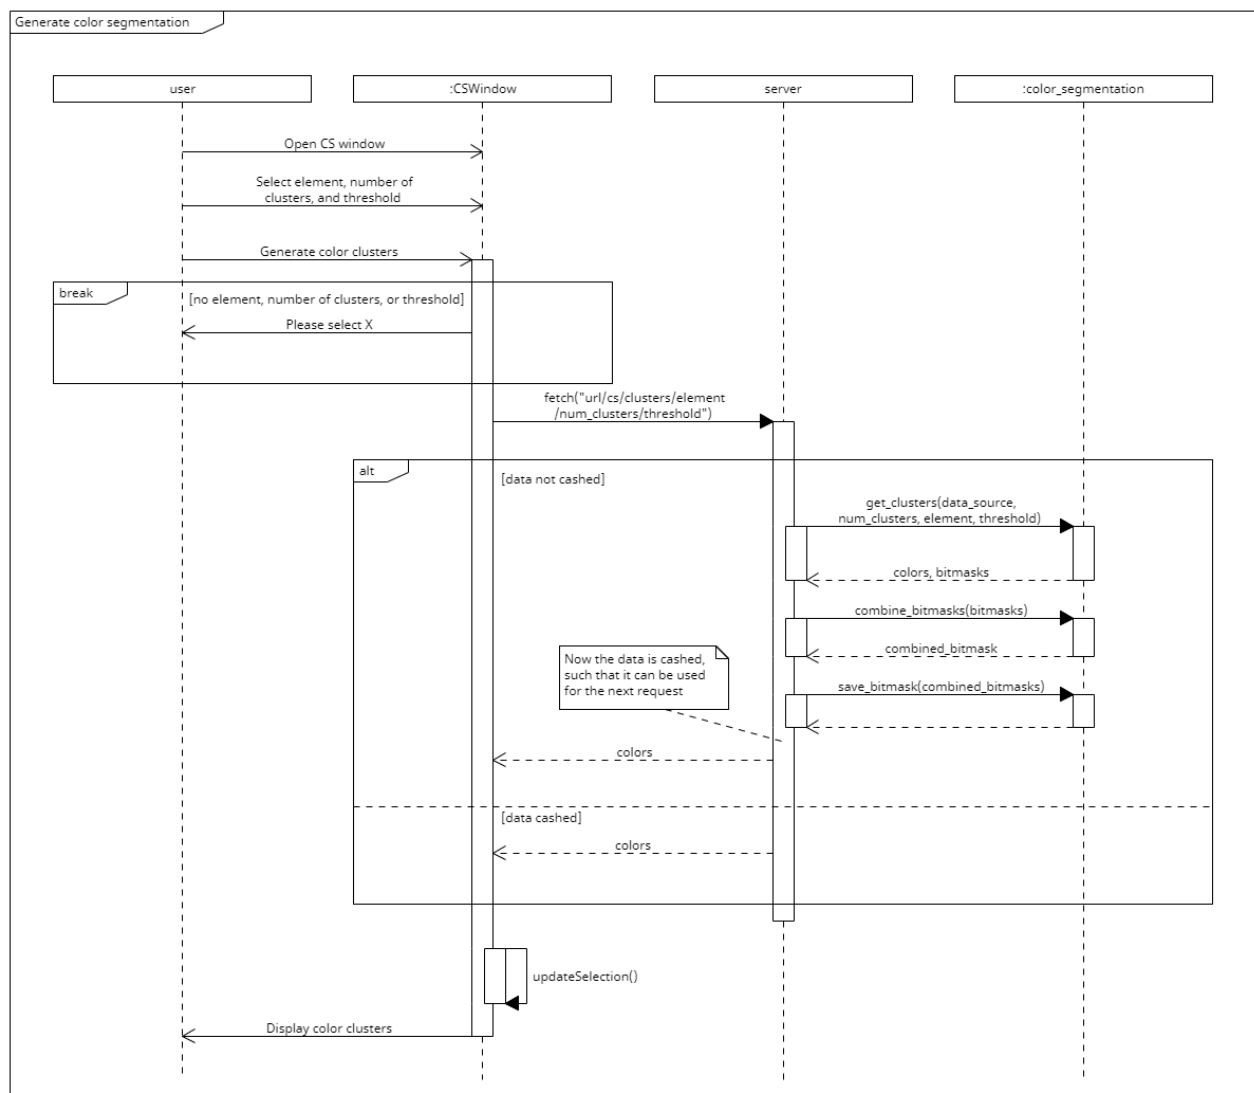 Generate color segmentation
user
:CSWindow
server
:color_segmentation
Open CS window
Select element, number of
clusters, and threshold
Generate color clusters
break
[no element, number of clusters, or threshold]
Please select X
fetch("url/cs/clusters/element
/num_clusters/threshold")
alt
[data not cashed]
get_clusters(data_source,
num_clusters, element, threshold)
colors, bitmasks
combine_bitmasks(bitmasks)
combined_bitmask
Now the data is cashed,
such that it can be used
for the next request
save_bitmask(combined_bitmasks)
colors
[data cashed]
colors
updateSelection()
Display color clusters